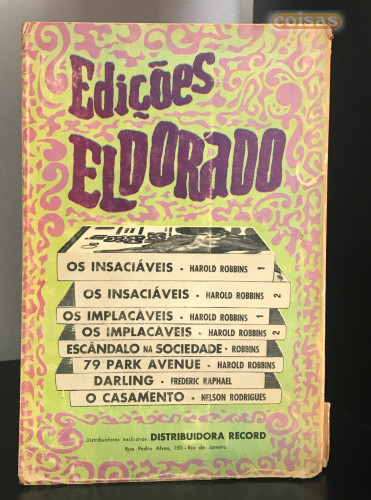 coisas
Edições
ELDORADO
OS INSACIÁVEIS - HAROLD ROBBINS 1
OS INSACIÁVEIS - HAROLD ROBBINS 2
OS IMPLACÁVEIS - HAROLD ROBBINS 1
OS IMPLACÁVEIS - HAROLD ROBBINS 2
ESCÂNDALO NA SOCIEDADE - ROBBINS
79 PARK AVENUE - HAROLD ROBBINS
DARLING - FREDERIC RAPHAEL
O CASAMENTO - NELSON RODRIGUES
Distribuidores exclusivos: DISTRIBUIDORA RECORD
Rua Pedro Alves, 150 - Rio de Janeiro